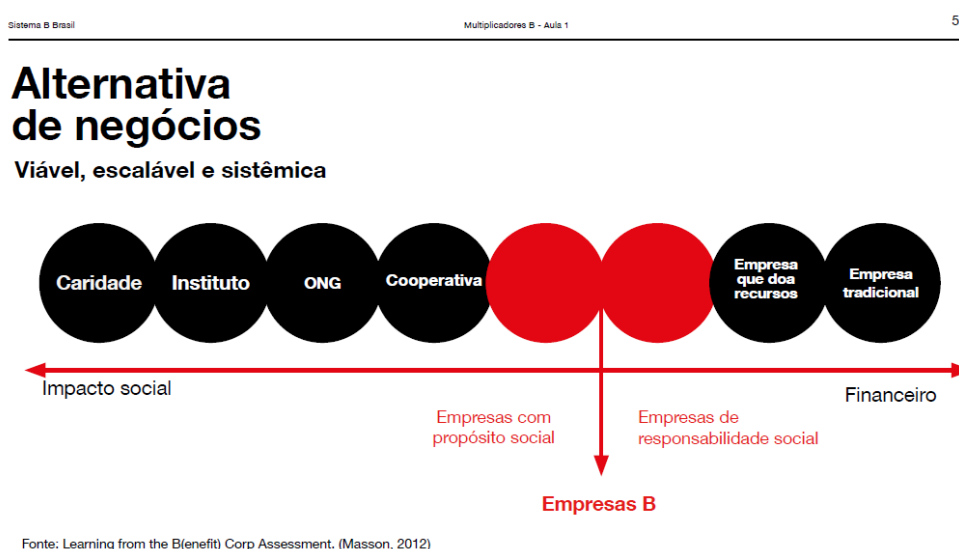 Sistema B Brasil
Multiplicadores B - Aula 1
5
Alternativa
de negócios
Viável, escalável e sistêmica
Caridade
Instituto
ONG
Cooperativa
Empresa
que doa
recursos
Empresa
tradicional
Impacto social
Financeiro
Empresas com
propósito social
Empresas de
responsabilidade social
Empresas B
Fonte: Learning from the B(enefit) Corp Assessment. (Masson, 2012)